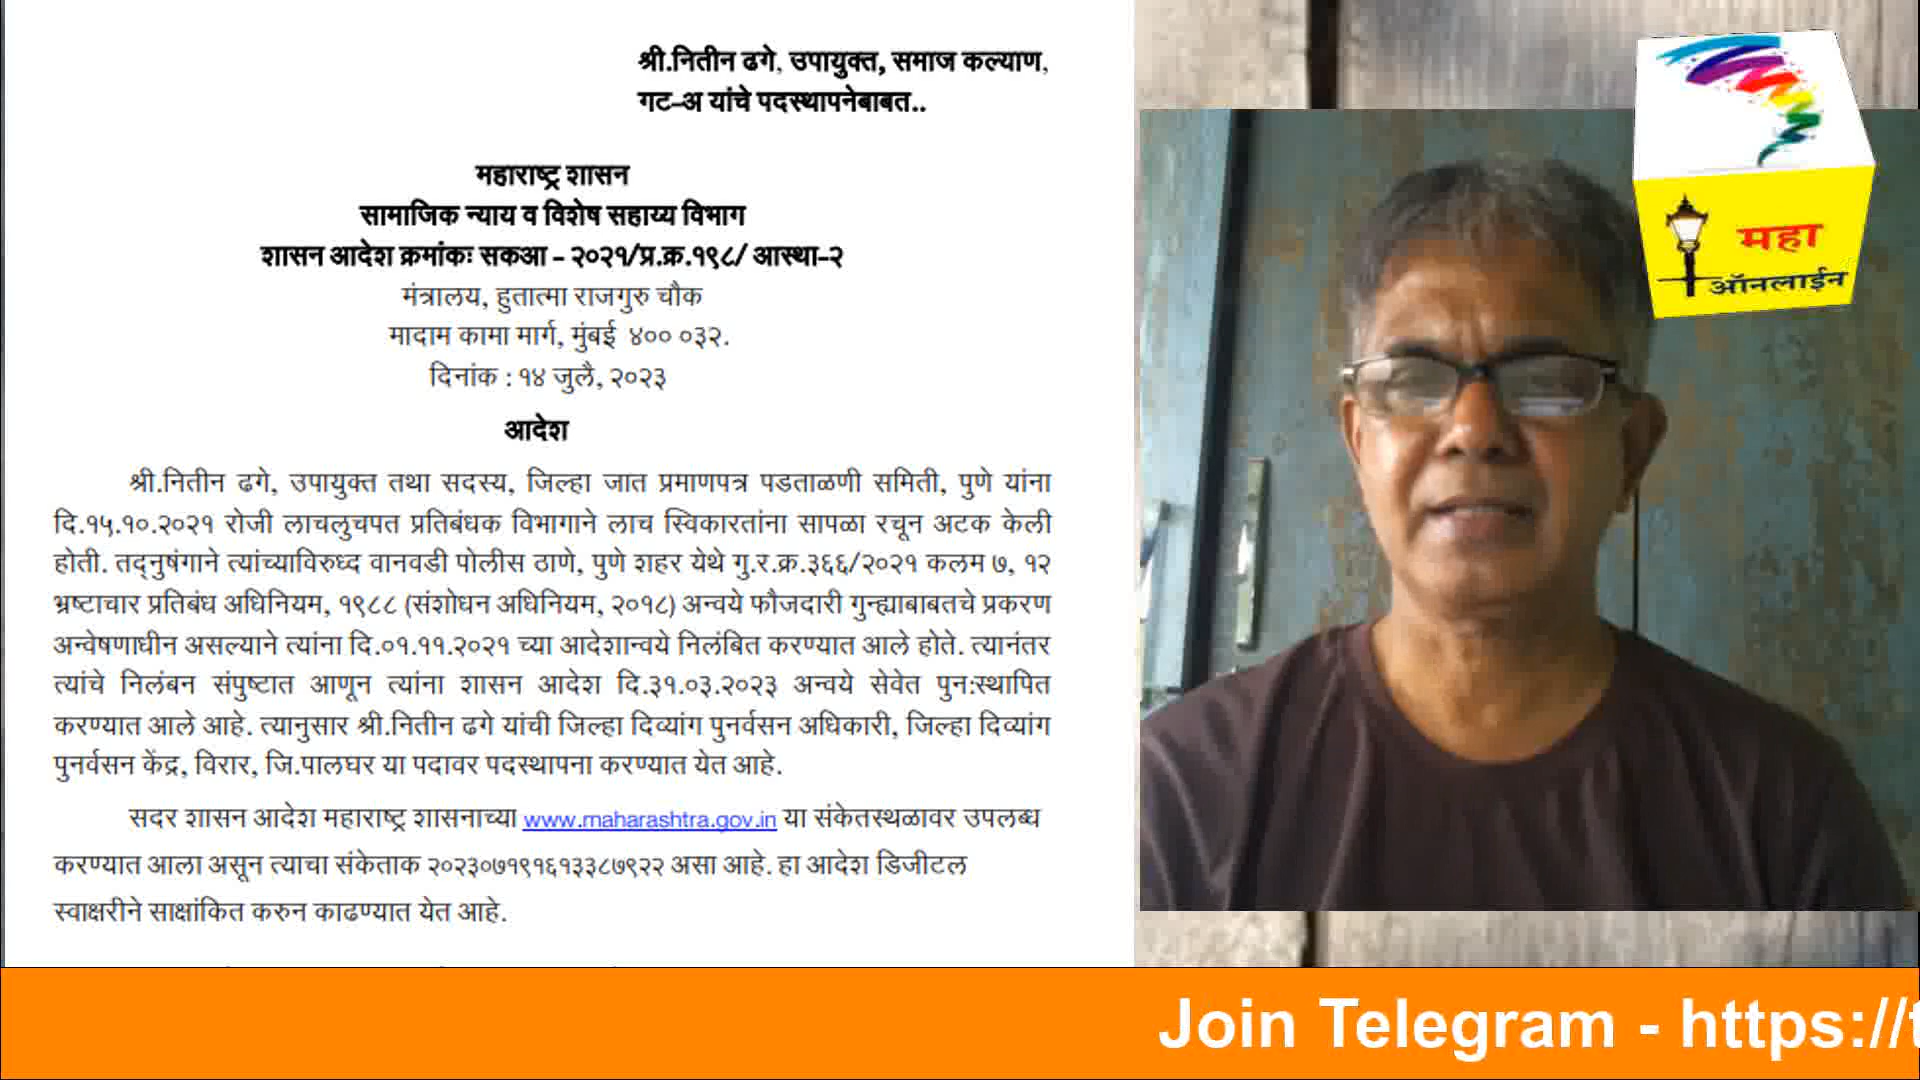 श्री.नितीन ढगे, उपायुक्त, समाज कल्याण,
गट-अ यांचे पदस्थापनेबाबत..
महाराष्ट्र शासन
सामाजिक न्याय व विशेष सहाय्य विभाग
शासन आदेश क्रमांकः सकआ - २०२१/प्र.क्र.१९८/ आस्था-२
मंत्रालय, हुतात्मा राजगुरु चौक
मादाम कामा मार्ग, मुंबई ४०० ०३२.
दिनांक : १४ जुलै, २०२३
आदेश
श्री.नितीन ढगे, उपायुक्त तथा सदस्य, जिल्हा जात प्रमाणपत्र पडताळणी समिती, पुणे यांना
दि.१५.१०.२०२१ रोजी लाचलुचपत प्रतिबंधक विभागाने लाच स्विकारतांना सापळा रचून अटक केली
होती. तद्नुषंगाने त्यांच्याविरुध्द वानवडी पोलीस ठाणे, पुणे शहर येथे गु.र.क्र.३६६/२०२१ कलम ७, १२
भ्रष्टाचार प्रतिबंध अधिनियम, १९८८ (संशोधन अधिनियम, २०१८) अन्वये फौजदारी गुन्ह्याबाबतचे प्रकरण
अन्वेषणाधीन असल्याने त्यांना दि.०१.११.२०२१ च्या आदेशान्वये निलंबित करण्यात आले होते. त्यानंतर
त्यांचे निलंबन संपुष्टात आणून त्यांना शासन आदेश दि.३१.०३.२०२३ अन्वये सेवेत पुन:स्थापित
करण्यात आले आहे. त्यानुसार श्री.नितीन ढगे यांची जिल्हा दिव्यांग पुनर्वसन अधिकारी, जिल्हा दिव्यांग
पुनर्वसन केंद्र, विरार, जि.पालघर या पदावर पदस्थापना करण्यात येत आहे.
सदर शासन आदेश महाराष्ट्र शासनाच्या www.maharashtra.gov.in या संकेतस्थळावर उपलब्ध
करण्यात आला असून त्याचा संकेताक २०२३०७१९१६१३३८७९२२ असा आहे. हा आदेश डिजीटल
स्वाक्षरीने साक्षांकित करुन काढण्यात येत आहे.
महा
ऑनलाईन
Join Telegram - https://t